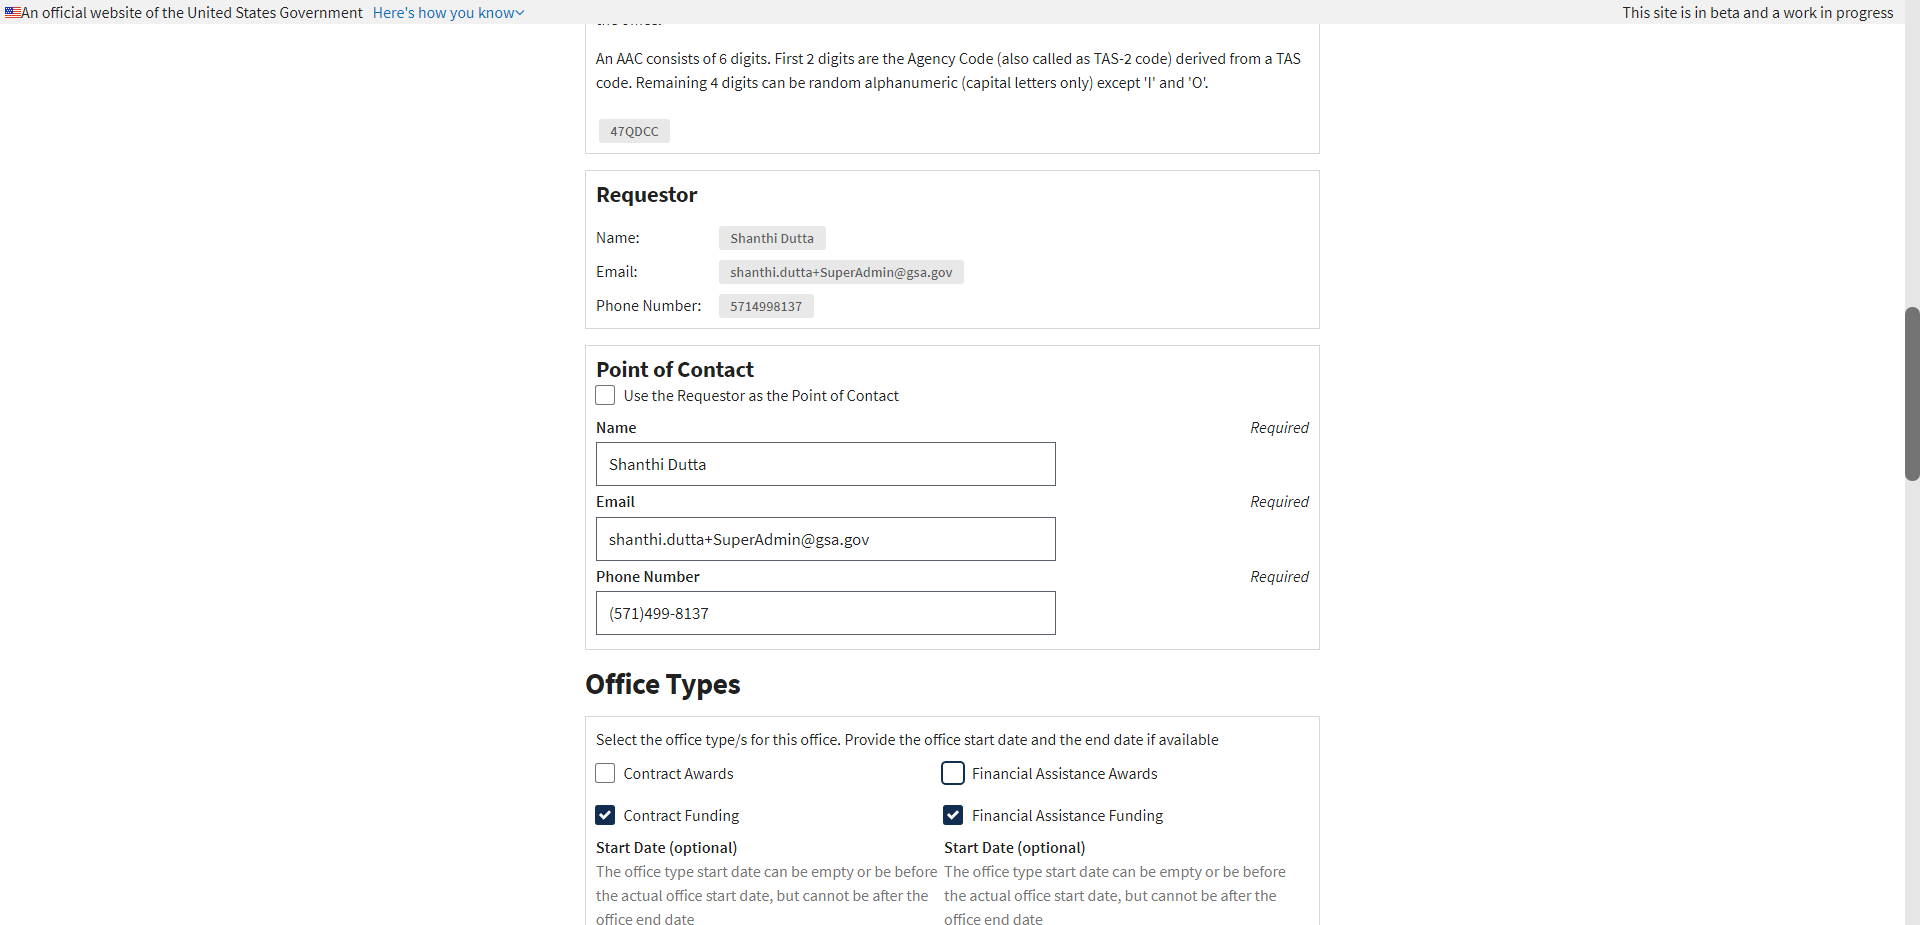 An official website of the United States Government Here's how you know
This site is in beta and a work in progress
An AAC consists of 6 digits. First 2 digits are the Agency Code (also called as TAS-2 code) derived from a TAS
code. Remaining 4 digits can be random alphanumeric (capital letters only) except 'I' and 'O'.
47QDCC
Requestor
Name: Shanthi Dutta
Email: shanthi.dutta+SuperAdmin@gsa.gov
Phone Number: 5714998137
Point of Contact
Use the Requestor as the Point of Contact
Name Required
Shanthi Dutta
Email Required
shanthi.dutta+SuperAdmin@gsa.gov
Phone Number Required
(571)499-8137
Office Types
Select the office type/s for this office. Provide the office start date and the end date if available
Contract Awards Financial Assistance Awards
Contract Funding Financial Assistance Funding
Start Date (optional) Start Date (optional)
The office type start date can be empty or be before The office type start date can be empty or be before
the actual office start date, but cannot be after the the actual office start date, but cannot be after the
office end date office end date